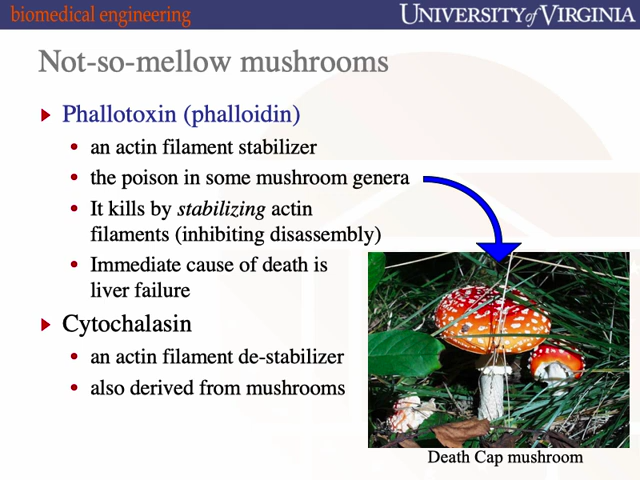 biomedical engineering
UNIVERSITY of VIRGINIA
Not-so-mellow mushrooms
Phallotoxin (phalloidin)
an actin filament stabilizer
the poison in some mushroom genera
It kills by stabilizing actin
filaments (inhibiting disassembly)
Immediate cause of death is
liver failure
Cytochalasin
an actin filament de-stabilizer
also derived from mushrooms
Death Cap mushroom